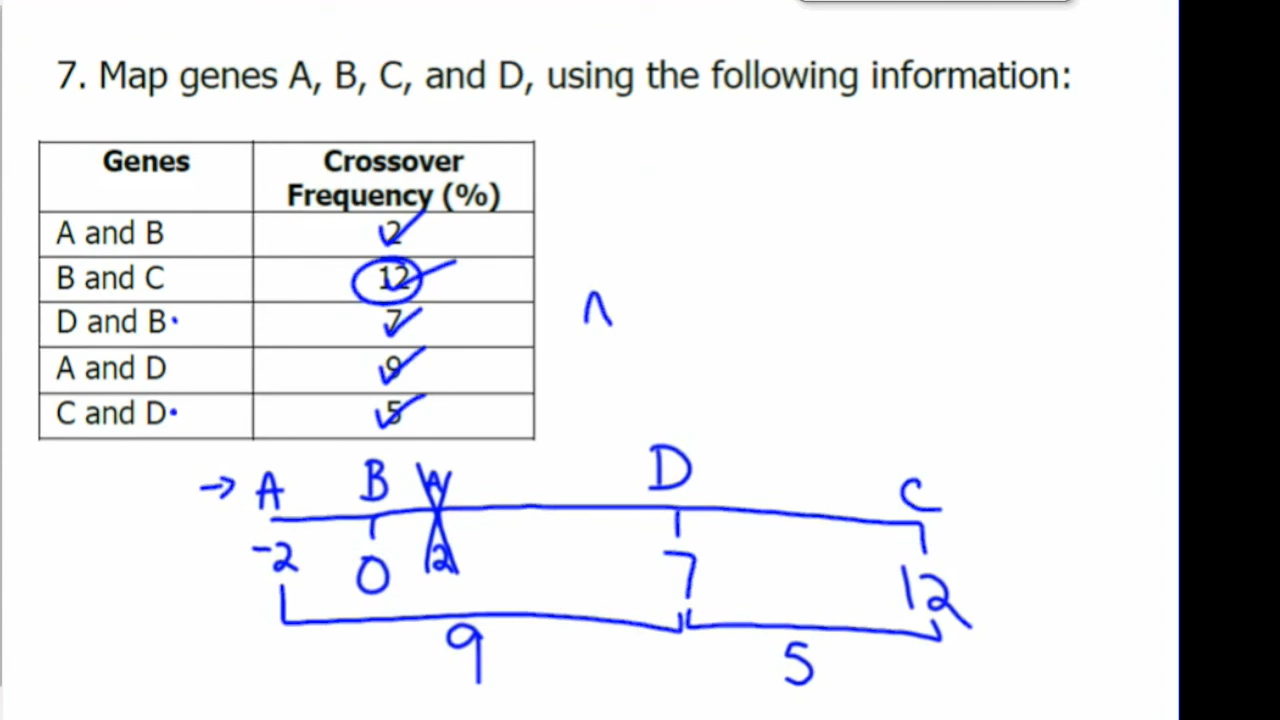 7. Map genes A, B, C, and D, using the following information:
Genes Crossover Frequency (%)
A and B 2
B and C 12
D and B 7
A and D 9
C and D 5
A B A D C
-2 0 2 7 12
9 5